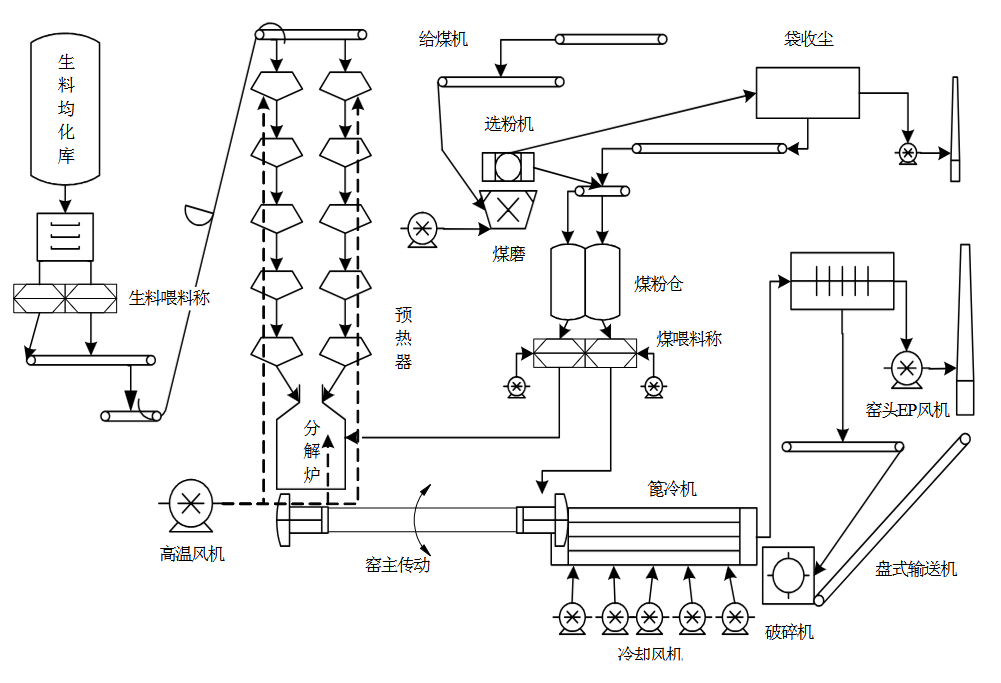 给煤机
袋收尘
生料均化库
选粉机
煤磨
生料喂料称
煤粉仓
预热器
煤喂料称
窑头EP风机
分解炉
篦冷机
高温风机
窑主传动
盘式输送机
破碎机
冷却风机